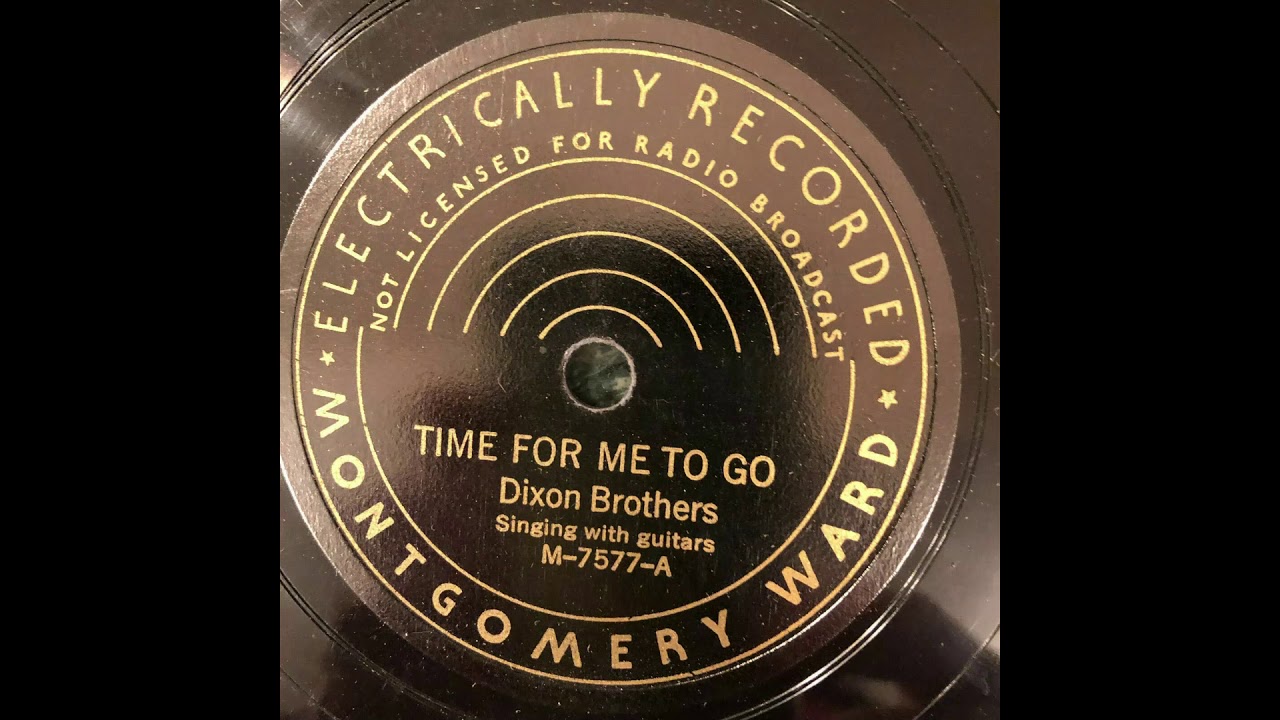 ★ ELECTRICALLY RECORDED ★
NOT LICENSED FOR RADIO BROADCAST
TIME FOR ME TO GO
Dixon Brothers
Singing with guitars
M-7577-A
MONTGOMERY WARD